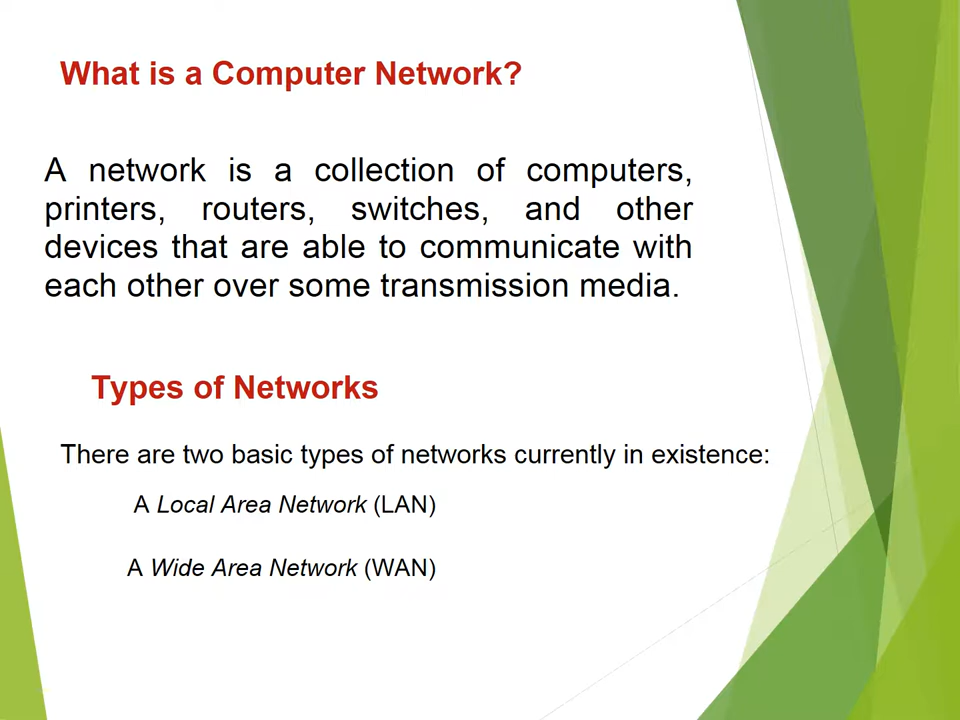 What is a Computer Network?
A network is a collection of computers,
printers, routers, switches, and other
devices that are able to communicate with
each other over some transmission media.
Types of Networks
There are two basic types of networks currently in existence:
A Local Area Network (LAN)
A Wide Area Network (WAN)